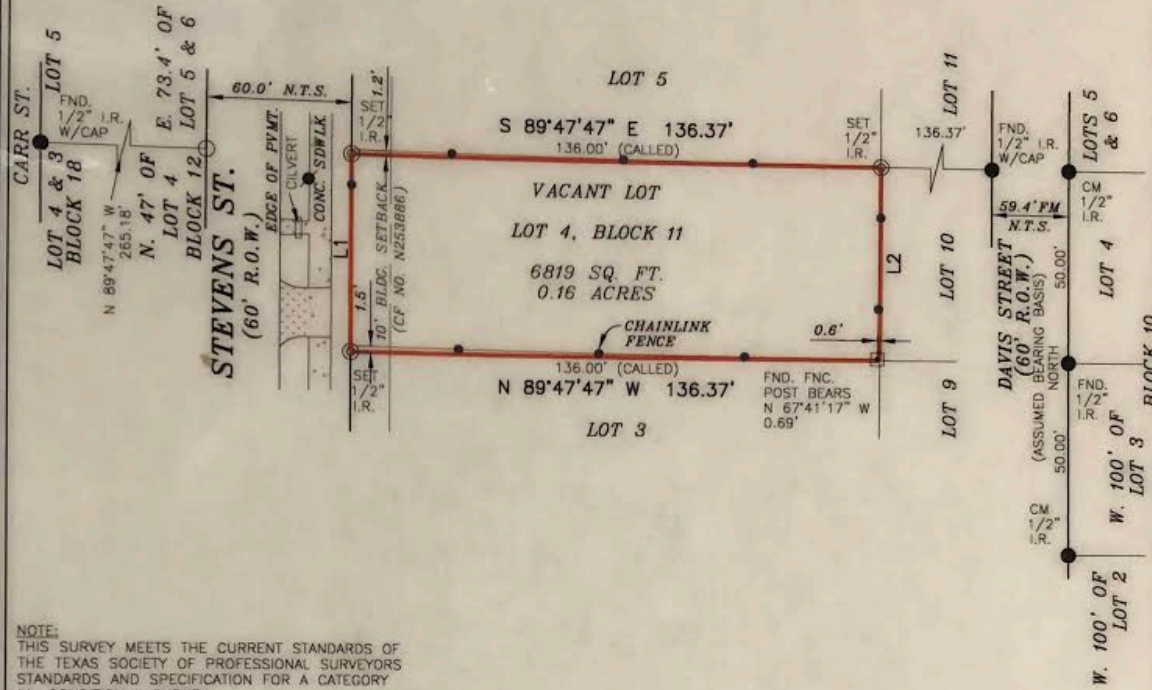 CARR ST.
LOT 5
FND.
1/2" I.R.
W/CAP
LOT 4 & 3
BLOCK 18
N 89°47'47" W
265.18'
E. 73.4' OF
LOT 5 & 6
N. 47' OF
LOT 4
BLOCK 12
60.0' N.T.S.
STEVENS ST.
(60' R.O.W.)
EDGE OF PVMT.
CILVERT
CONC. SDWLK
SET
1/2"
I.R.
1.2'
LOT 5
S 89°47'47" E 136.37'
136.00' (CALLED)
SET
1/2"
I.R.
VACANT LOT
LOT 4, BLOCK 11
6819 SQ. FT.
0.16 ACRES
L1
1.5'
10' BLDG. SETBACK
(CF NO. N253886)
CHAINLINK
FENCE
L2
0.6'
136.00' (CALLED)
N 89°47'47" W 136.37'
SET
1/2"
I.R.
FND. FNC.
POST BEARS
N 67°41'17" W
0.69'
LOT 3
LOT 11
136.37'
LOT 10
LOT 9
FND.
1/2" I.R.
W/CAP
59.4' FM
N.T.S.
DAVIS STREET
(60' R.O.W.)
(ASSUMED BEARING BASIS)
NORTH
50.00'
50.00'
LOTS 5
& 6
CM
1/2"
I.R.
LOT 4
BLOCK 10
FND.
1/2"
I.R.
W. 100' OF
LOT 3
CM
1/2"
I.R.
W. 100' OF
LOT 2
NOTE:
THIS SURVEY MEETS THE CURRENT STANDARDS OF
THE TEXAS SOCIETY OF PROFESSIONAL SURVEYORS
STANDARDS AND SPECIFICATION FOR A CATEGORY